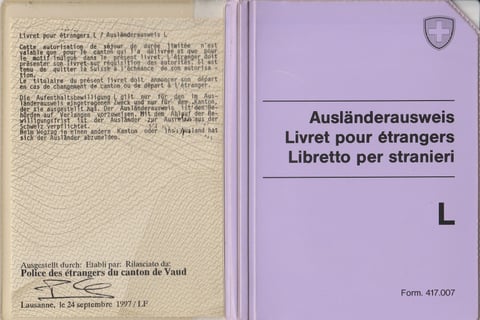 Livret pour étrangers L / Ausländerausweis L
Cette autorisation de séjour de durée limitée n'est
valable que pour le canton qui l'a délivrée et que pour
le motif indiqué dans le présent livret. L'étranger doit
présenter son livret sur réquisition des autorités. Il est
tenu de quitter la Suisse à l'échéance de son autorisa -
tion.
Le titulaire du présent livret doit annoncer son départ
en cas de changement de canton ou de départ à l'étranger.
Die Aufenthaltsbewilligung L gilt nur für den im Aus-
länderausweis eingetragenen Zweck und nur für den Kanton,
der sie ausgestellt hat. Der Ausländerausweis ist den Be-
hörden auf Verlangen vorzuweisen. Mit dem Ablauf der Be-
willigungsfrist ist der Ausländer zur Ausreise aus der
Schweiz verpflichtet.
Beim Wegzug in einen andern Kanton oder ins Ausland hat
sich der Ausländer abzumelden.
Ausgestellt durch: Etabli par: Rilasciato da:
Police des étrangers du canton de Vaud
Lausanne, le 24 septembre 1997 / LF
Ausländerausweis
Livret pour étrangers
Libretto per stranieri
L
Form. 417.007